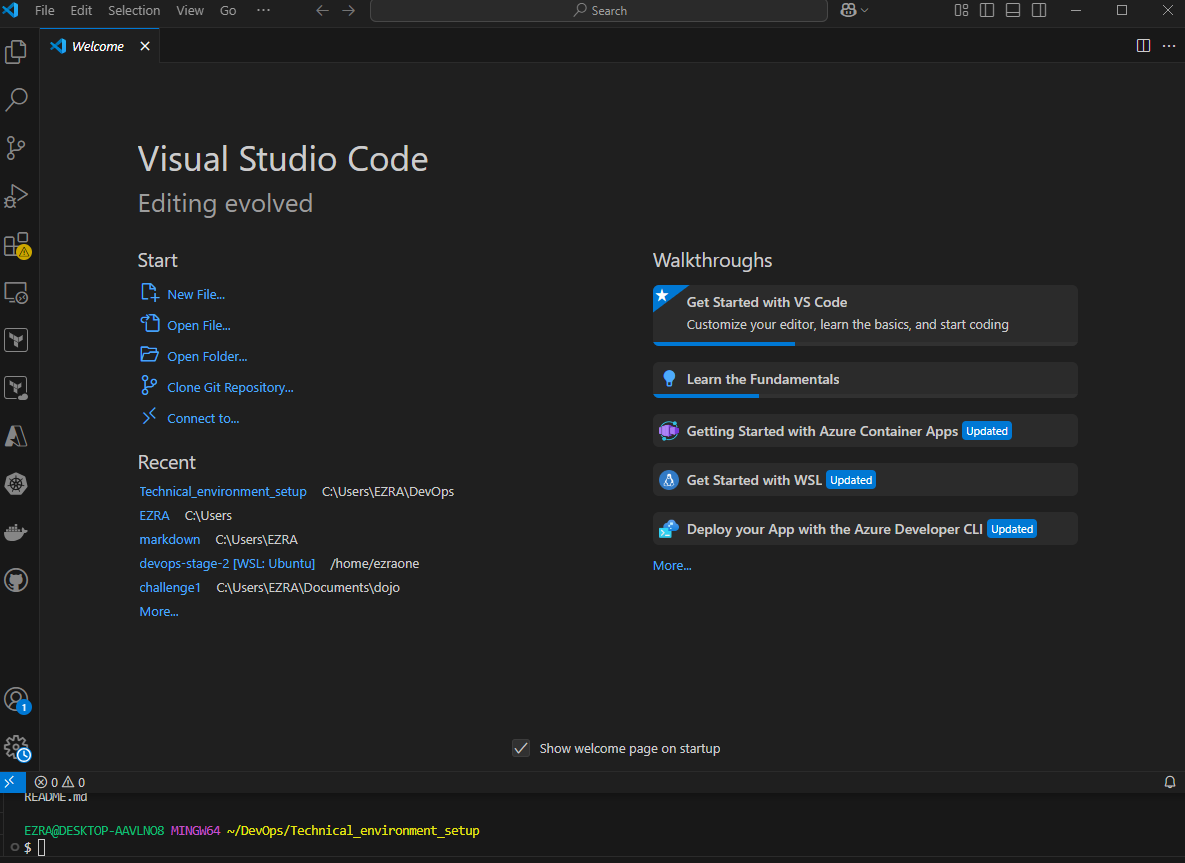 File Edit Selection View Go ··· Search
Welcome
Visual Studio Code
Editing evolved
Start
New File...
Open File...
Open Folder...
Clone Git Repository...
Connect to...
Recent
Technical_environment_setup C:\Users\EZRA\DevOps
EZRA C:\Users
markdown C:\Users\EZRA
devops-stage-2 [WSL: Ubuntu] /home/ezraone
challenge1 C:\Users\EZRA\Documents\dojo
More...
Walkthroughs
Get Started with VS Code
Customize your editor, learn the basics, and start coding
Learn the Fundamentals
Getting Started with Azure Container Apps Updated
Get Started with WSL Updated
Deploy your App with the Azure Developer CLI Updated
More...
1
Show welcome page on startup
0 0
README.md
EZRA@DESKTOP-AAVLNO8 MINGW64 ~/DevOps/Technical_environment_setup
$